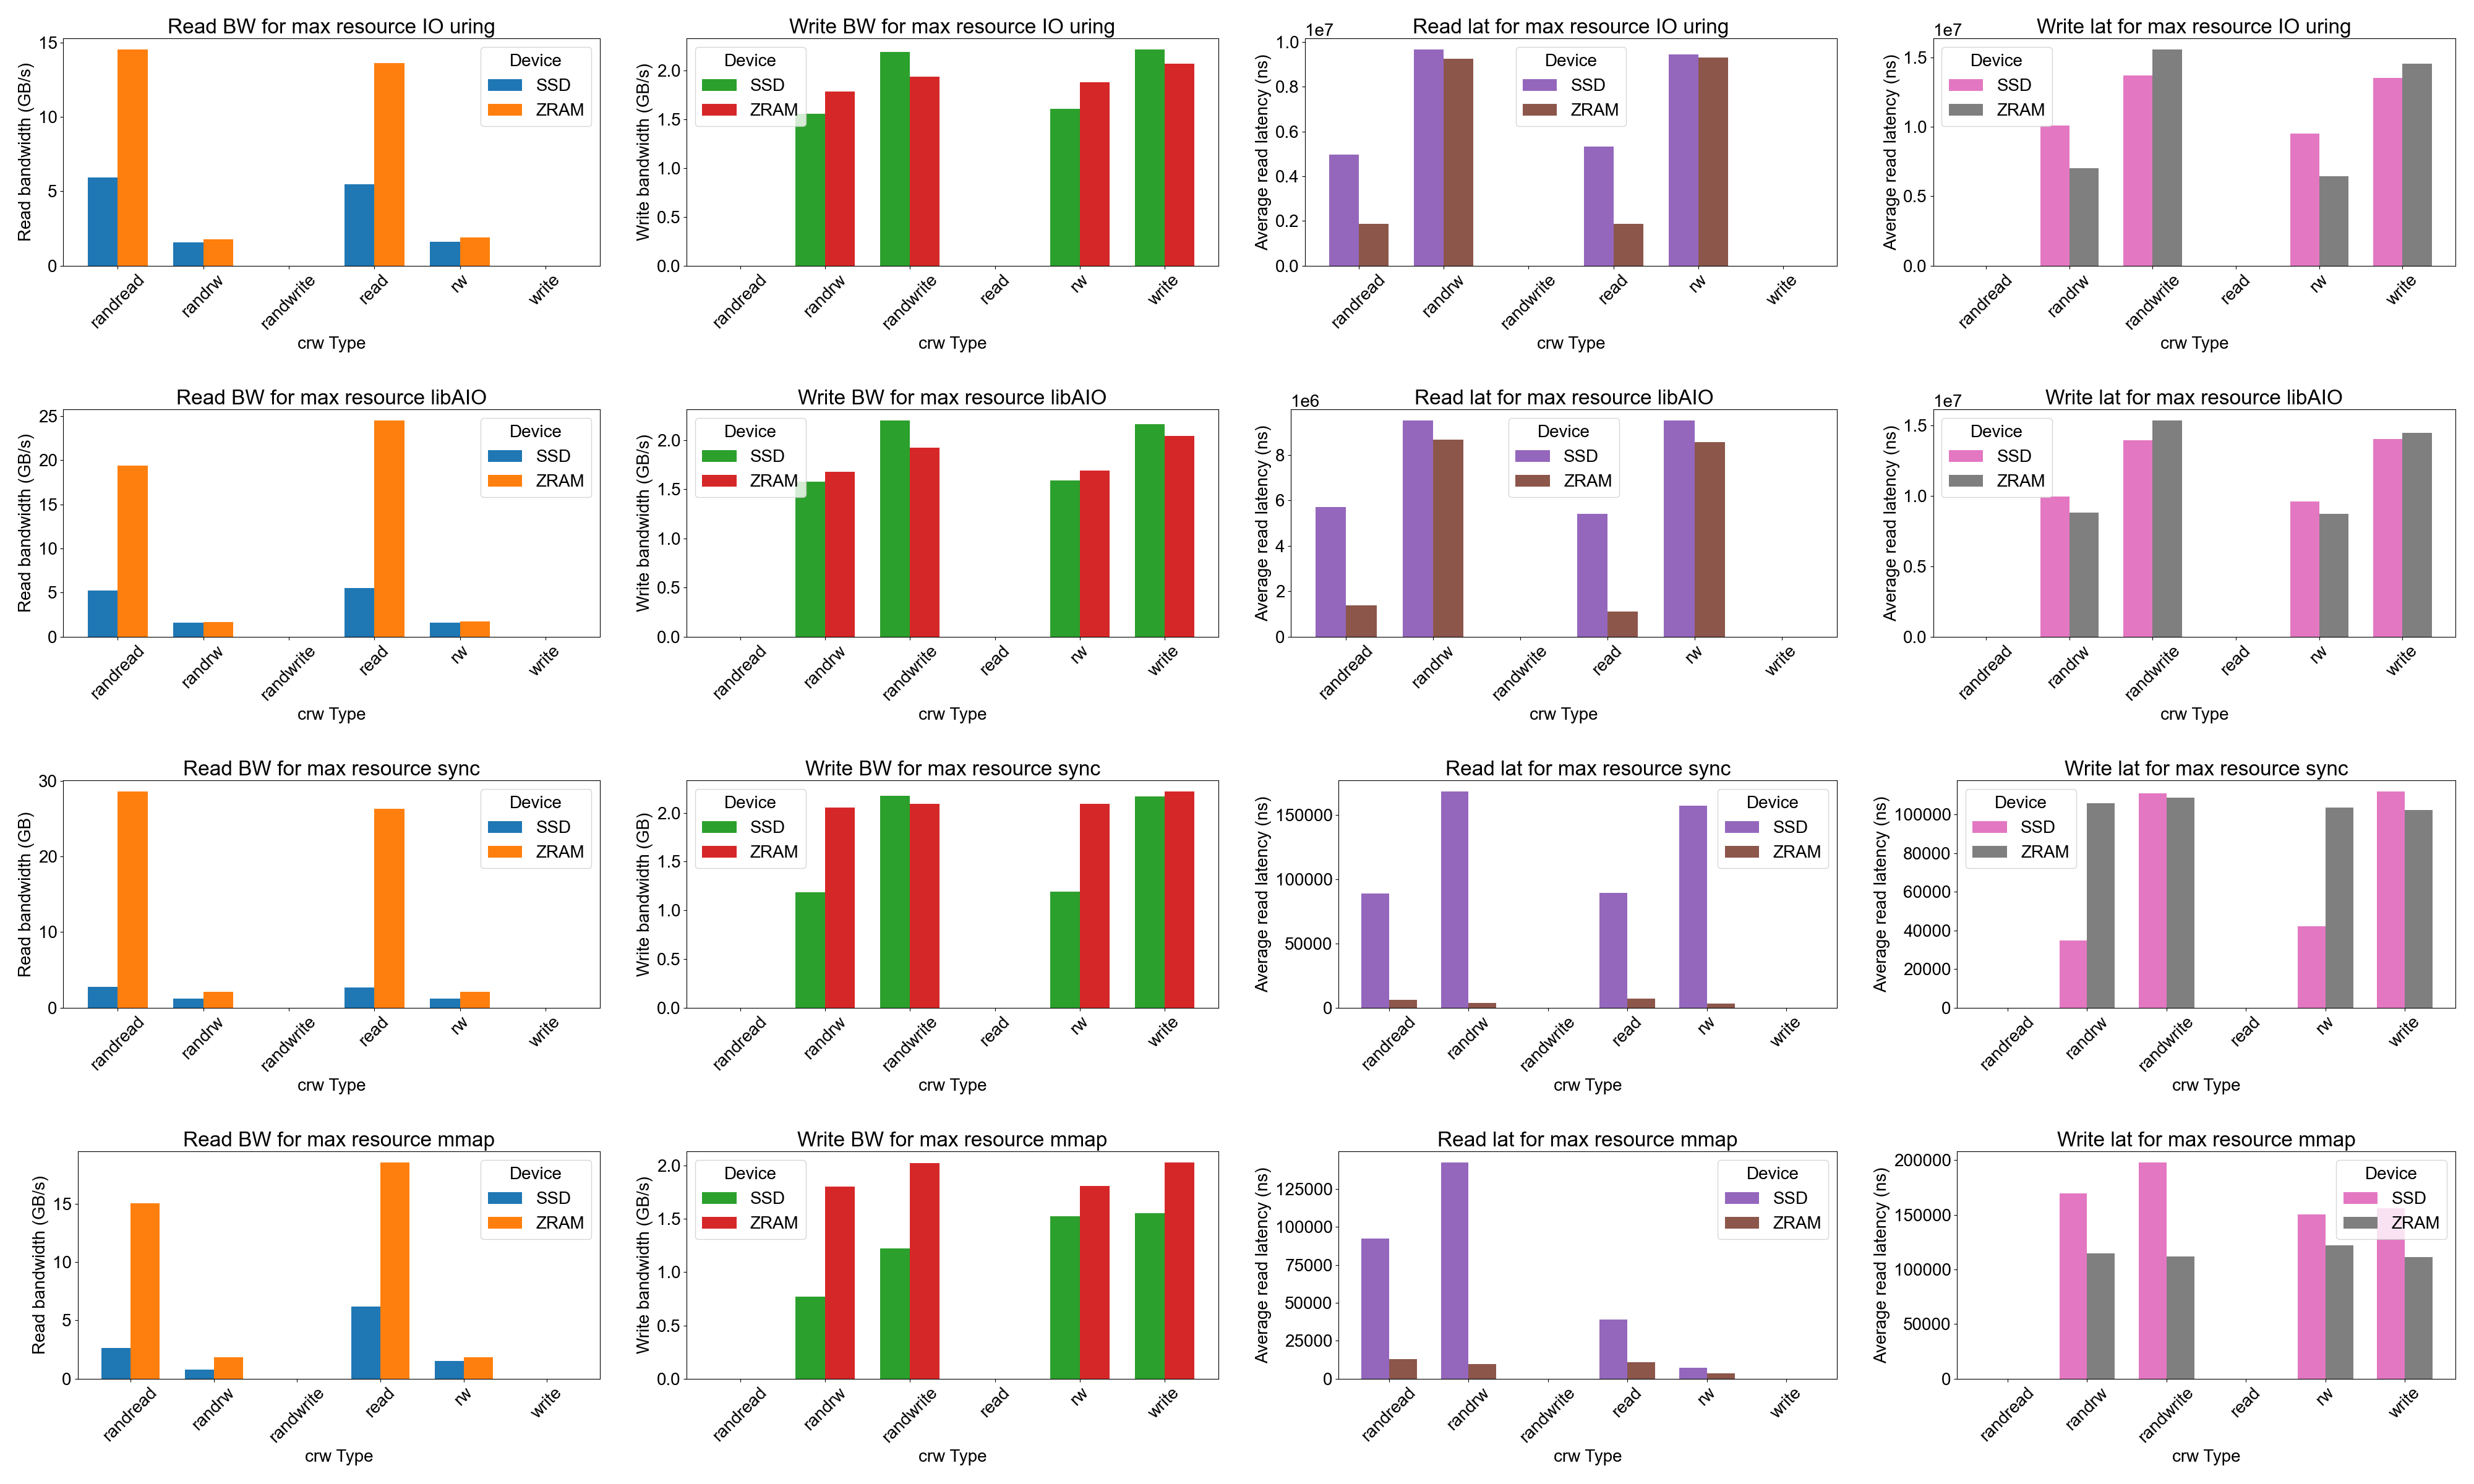 Read BW for max resource IO uring
Read bandwidth (GB/s)
15
10
5
0
Device
SSD
ZRAM
randread
randrw
randwrite
read
rw
write
crw Type
Write BW for max resource IO uring
Write bandwidth (GB/s)
2.0
1.5
1.0
0.5
0.0
Device
SSD
ZRAM
randread
randrw
randwrite
read
rw
write
crw Type
Read lat for max resource IO uring
1e7
Average read latency (ns)
1.0
0.8
0.6
0.4
0.2
0.0
Device
SSD
ZRAM
randread
randrw
randwrite
read
rw
write
crw Type
Write lat for max resource IO uring
1e7
Average read latency (ns)
1.5
1.0
0.5
0.0
Device
SSD
ZRAM
randread
randrw
randwrite
read
rw
write
crw Type
Read BW for max resource libAIO
Read bandwidth (GB/s)
25
20
15
10
5
0
Device
SSD
ZRAM
randread
randrw
randwrite
read
rw
write
crw Type
Write BW for max resource libAIO
Write bandwidth (GB/s)
2.0
1.5
1.0
0.5
0.0
Device
SSD
ZRAM
randread
randrw
randwrite
read
rw
write
crw Type
Read lat for max resource libAIO
1e6
Average read latency (ns)
8
6
4
2
0
Device
SSD
ZRAM
randread
randrw
randwrite
read
rw
write
crw Type
Write lat for max resource libAIO
1e7
Average read latency (ns)
1.5
1.0
0.5
0.0
Device
SSD
ZRAM
randread
randrw
randwrite
read
rw
write
crw Type
Read BW for max resource sync
Read bandwidth (GB)
30
20
10
0
Device
SSD
ZRAM
randread
randrw
randwrite
read
rw
write
crw Type
Write BW for max resource sync
Write bandwidth (GB)
2.0
1.5
1.0
0.5
0.0
Device
SSD
ZRAM
randread
randrw
randwrite
read
rw
write
crw Type
Read lat for max resource sync
Average read latency (ns)
150000
100000
50000
0
Device
SSD
ZRAM
randread
randrw
randwrite
read
rw
write
crw Type
Write lat for max resource sync
Average read latency (ns)
100000
80000
60000
40000
20000
0
Device
SSD
ZRAM
randread
randrw
randwrite
read
rw
write
crw Type
Read BW for max resource mmap
Read bandwidth (GB/s)
15
10
5
0
Device
SSD
ZRAM
randread
randrw
randwrite
read
rw
write
crw Type
Write BW for max resource mmap
Write bandwidth (GB/s)
2.0
1.5
1.0
0.5
0.0
Device
SSD
ZRAM
randread
randrw
randwrite
read
rw
write
crw Type
Read lat for max resource mmap
Average read latency (ns)
125000
100000
75000
50000
25000
0
Device
SSD
ZRAM
randread
randrw
randwrite
read
rw
write
crw Type
Write lat for max resource mmap
Average read latency (ns)
200000
150000
100000
50000
0
Device
SSD
ZRAM
randread
randrw
randwrite
read
rw
write
crw Type